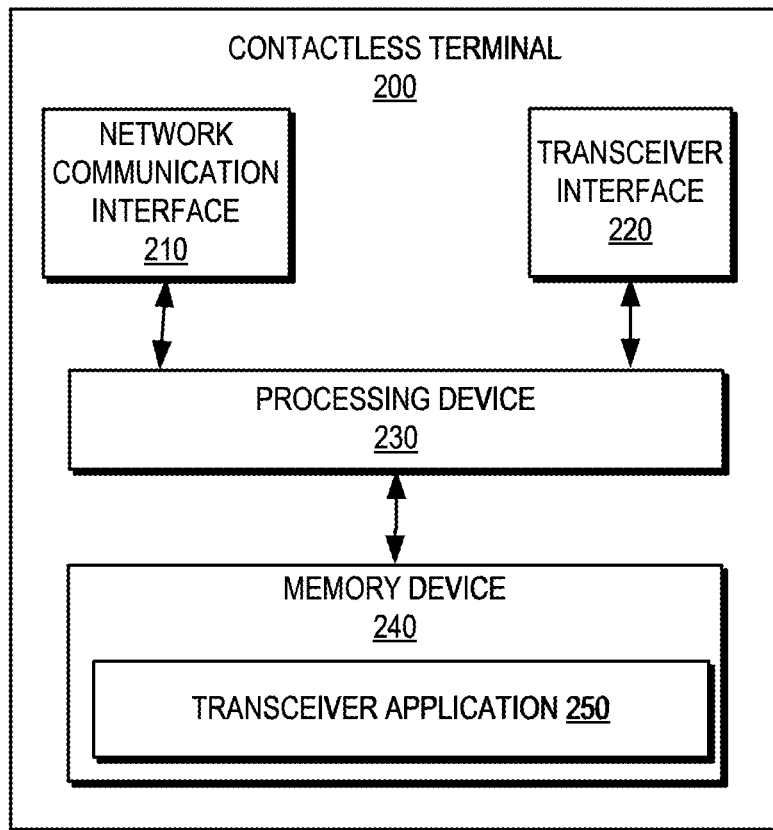 CONTACTLESS TERMINAL
200
NETWORK
COMMUNICATION
INTERFACE
210
TRANSCEIVER
INTERFACE
220
PROCESSING DEVICE
230
MEMORY DEVICE
240
TRANSCEIVER APPLICATION 250